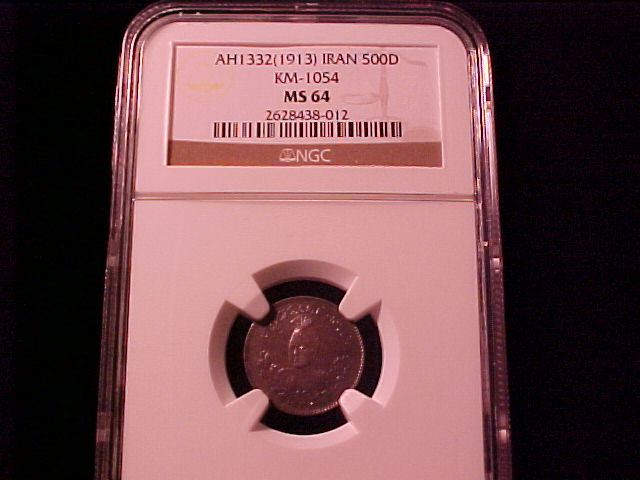 AH1332(1913) IRAN 500D
KM-1054
MS 64
2628438-012
NGC